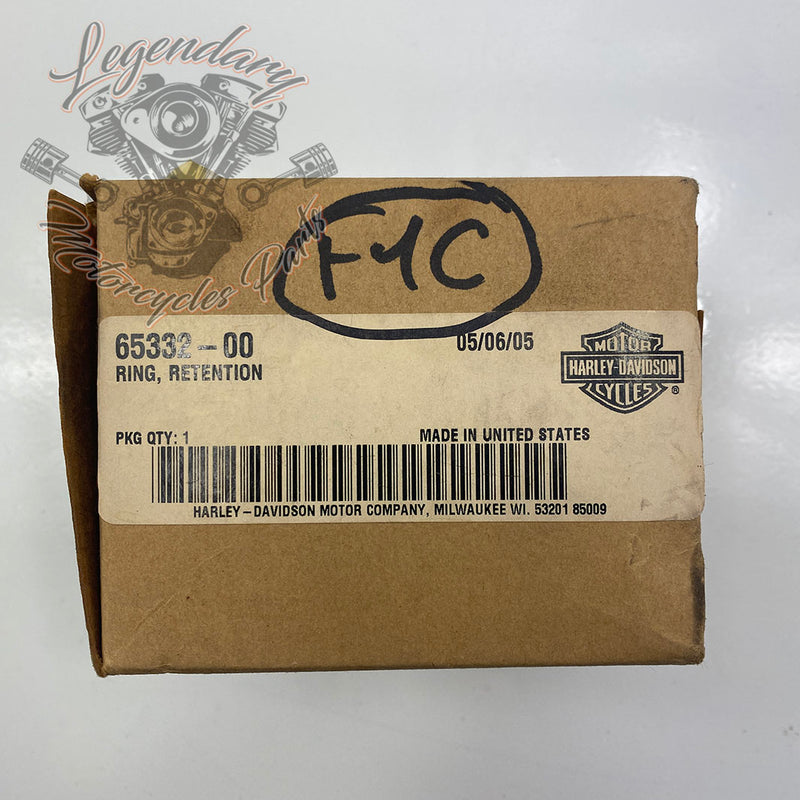 Legendary
Motorcycles Parts
F1C
65332-00
05/06/05
RING, RETENTION
MOTOR
HARLEY-DAVIDSON
CYCLES
®
PKG QTY: 1
MADE IN UNITED STATES
HARLEY-DAVIDSON MOTOR COMPANY, MILWAUKEE WI. 53201 85009